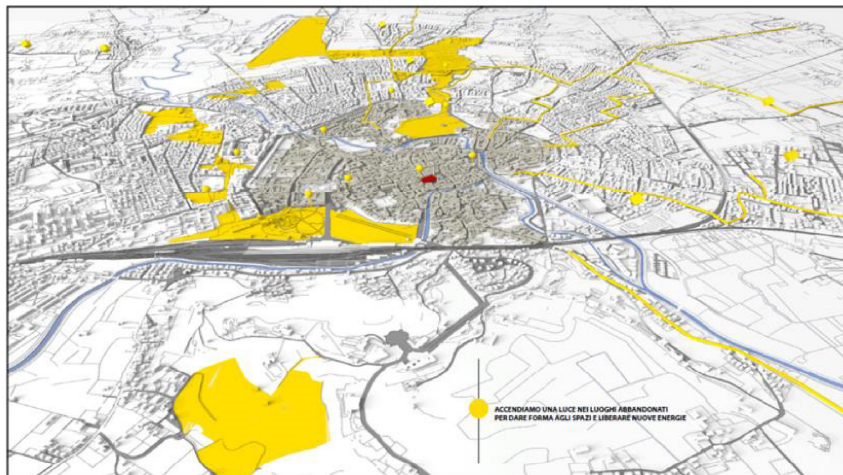 ACCENDIAMO UNA LUCE NEI LUOGHI ABBANDONATI
PER DARE FORMA AGLI SPAZI E LIBERARE NUOVE ENERGIE